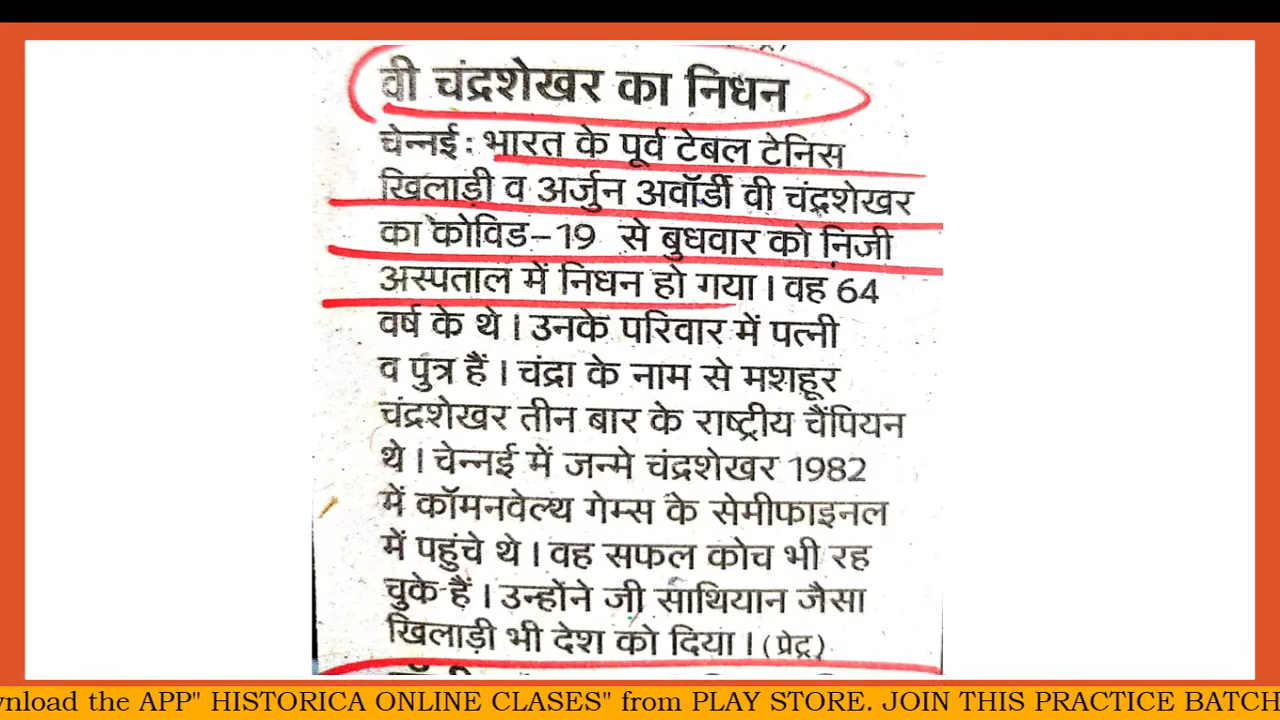 वी चंद्रशेखर का निधन
चेन्नई : भारत के पूर्व टेबल टेनिस
खिलाड़ी व अर्जुन अवॉर्डी वी चंद्रशेखर
का कोविड-19 से बुधवार को निजी
अस्पताल में निधन हो गया। वह 64
वर्ष के थे। उनके परिवार में पत्नी
व पुत्र हैं। चंद्रा के नाम से मशहूर
चंद्रशेखर तीन बार के राष्ट्रीय चैंपियन
थे। चेन्नई में जन्मे चंद्रशेखर 1982
में कॉमनवेल्थ गेम्स के सेमीफाइनल
में पहुंचे थे। वह सफल कोच भी रह
चुके हैं। उन्होंने जी साथियान जैसा
खिलाड़ी भी देश को दिया। (प्रेट्र)
wnload the APP" HISTORICA ONLINE CLASES" from PLAY STORE. JOIN THIS PRACTICE BATCH